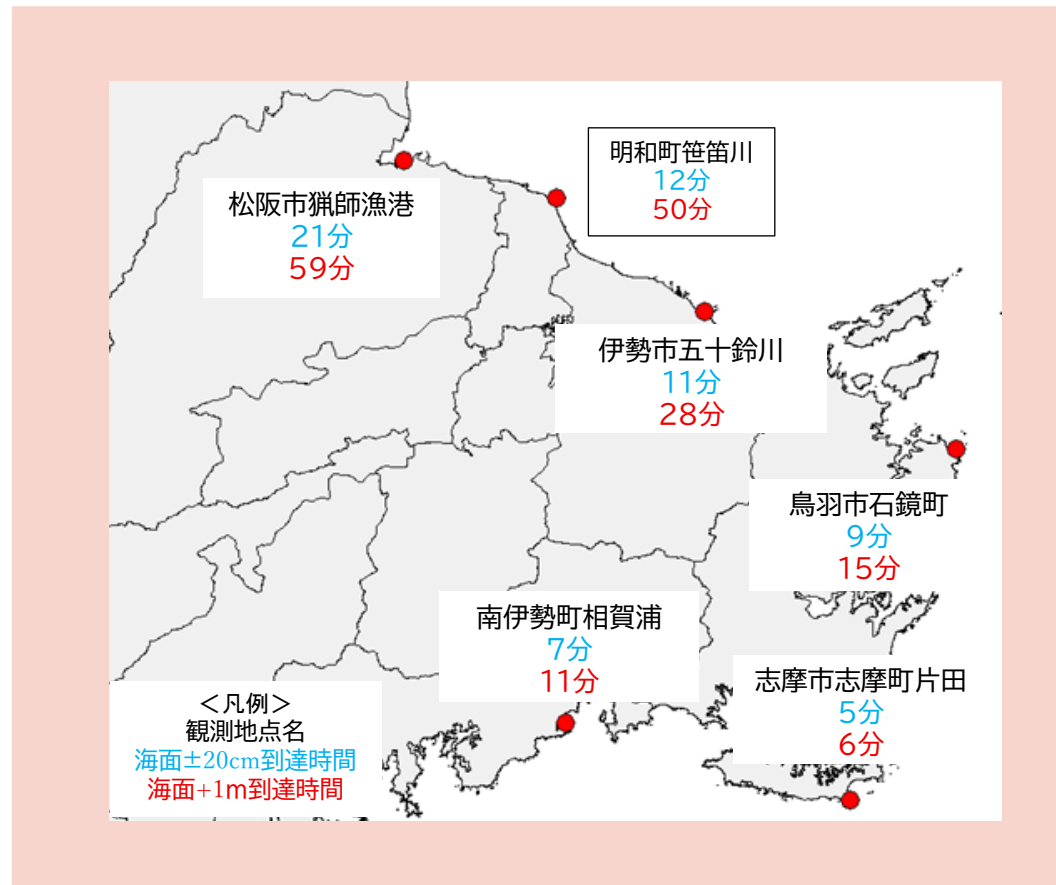 明和町笹笛川
12分
50分
松阪市猟師漁港
21分
59分
伊勢市五十鈴川
11分
28分
鳥羽市石鏡町
9分
15分
南伊勢町相賀浦
7分
11分
志摩市志摩町片田
5分
6分
＜凡例＞
観測地点名
海面±20cm到達時間
海面+1m到達時間